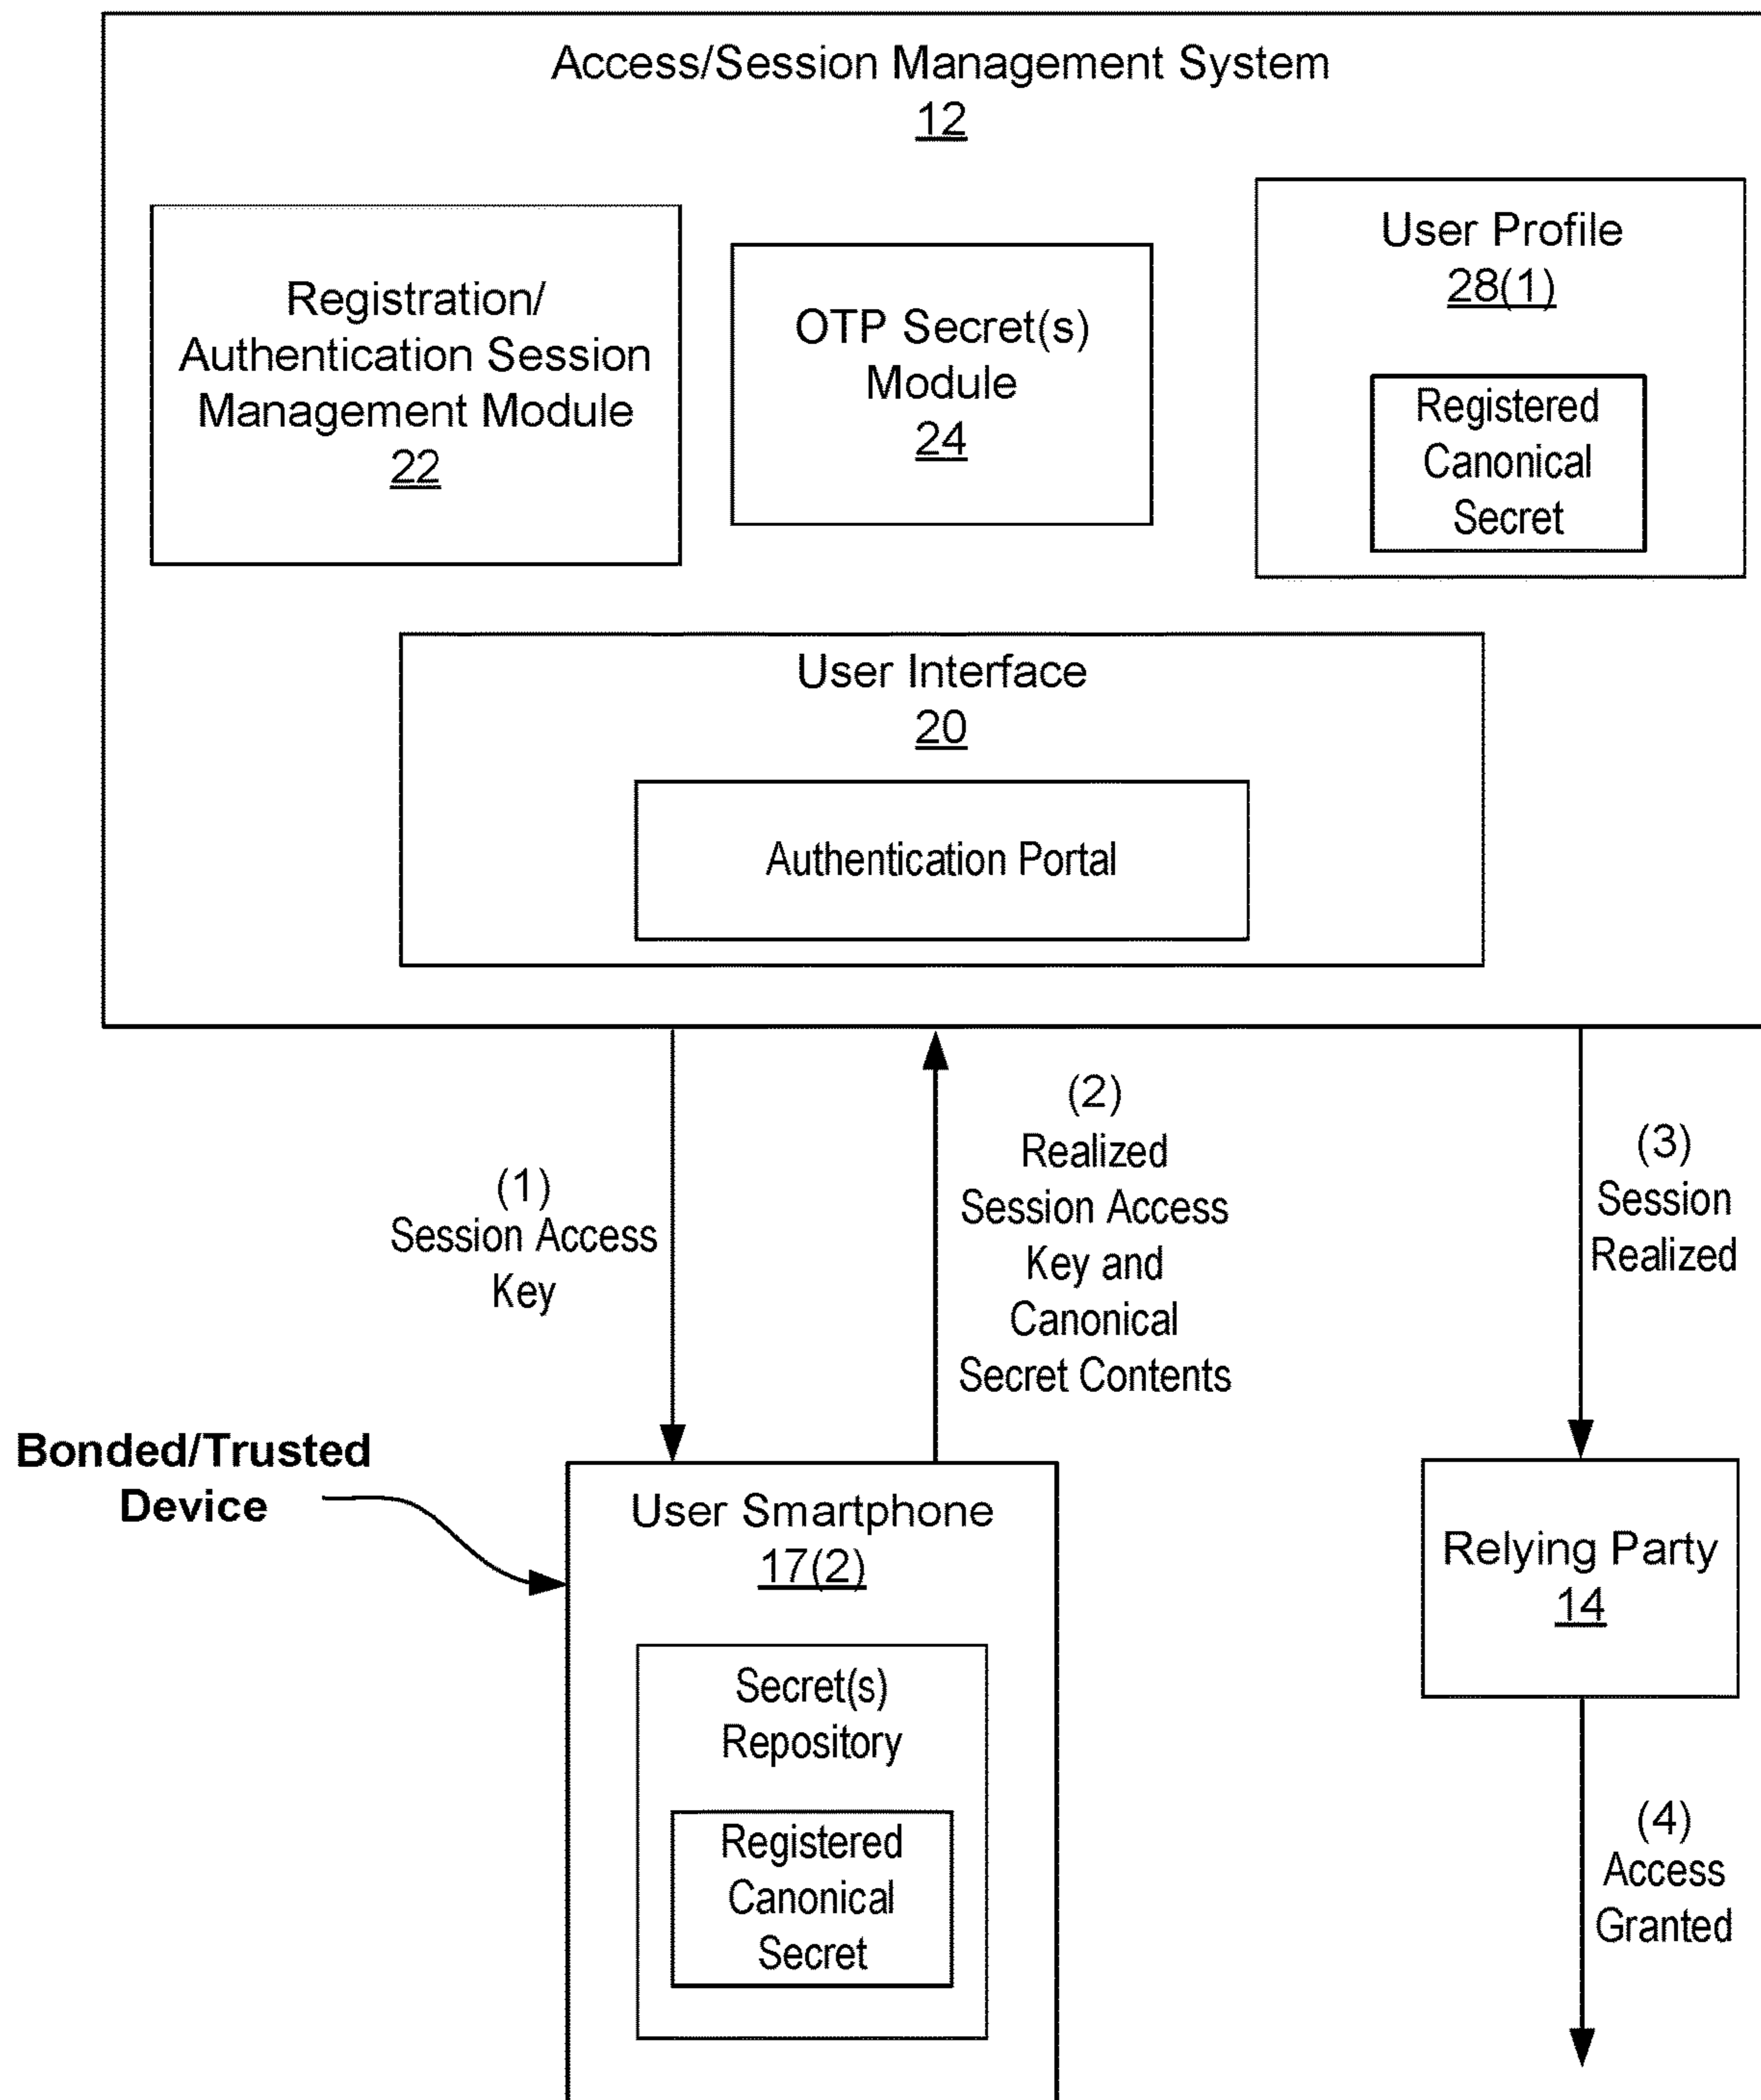 Access/Session Management System
12
Registration/
Authentication Session
Management Module
22
OTP Secret(s)
Module
24
User Profile
28(1)
Registered
Canonical
Secret
User Interface
20
Authentication Portal
(1)
Session Access
Key
(2)
Realized
Session Access
Key and
Canonical
Secret Contents
(3)
Session
Realized
Bonded/Trusted
Device
User Smartphone
17(2)
Secret(s)
Repository
Registered
Canonical
Secret
Relying Party
14
(4)
Access
Granted